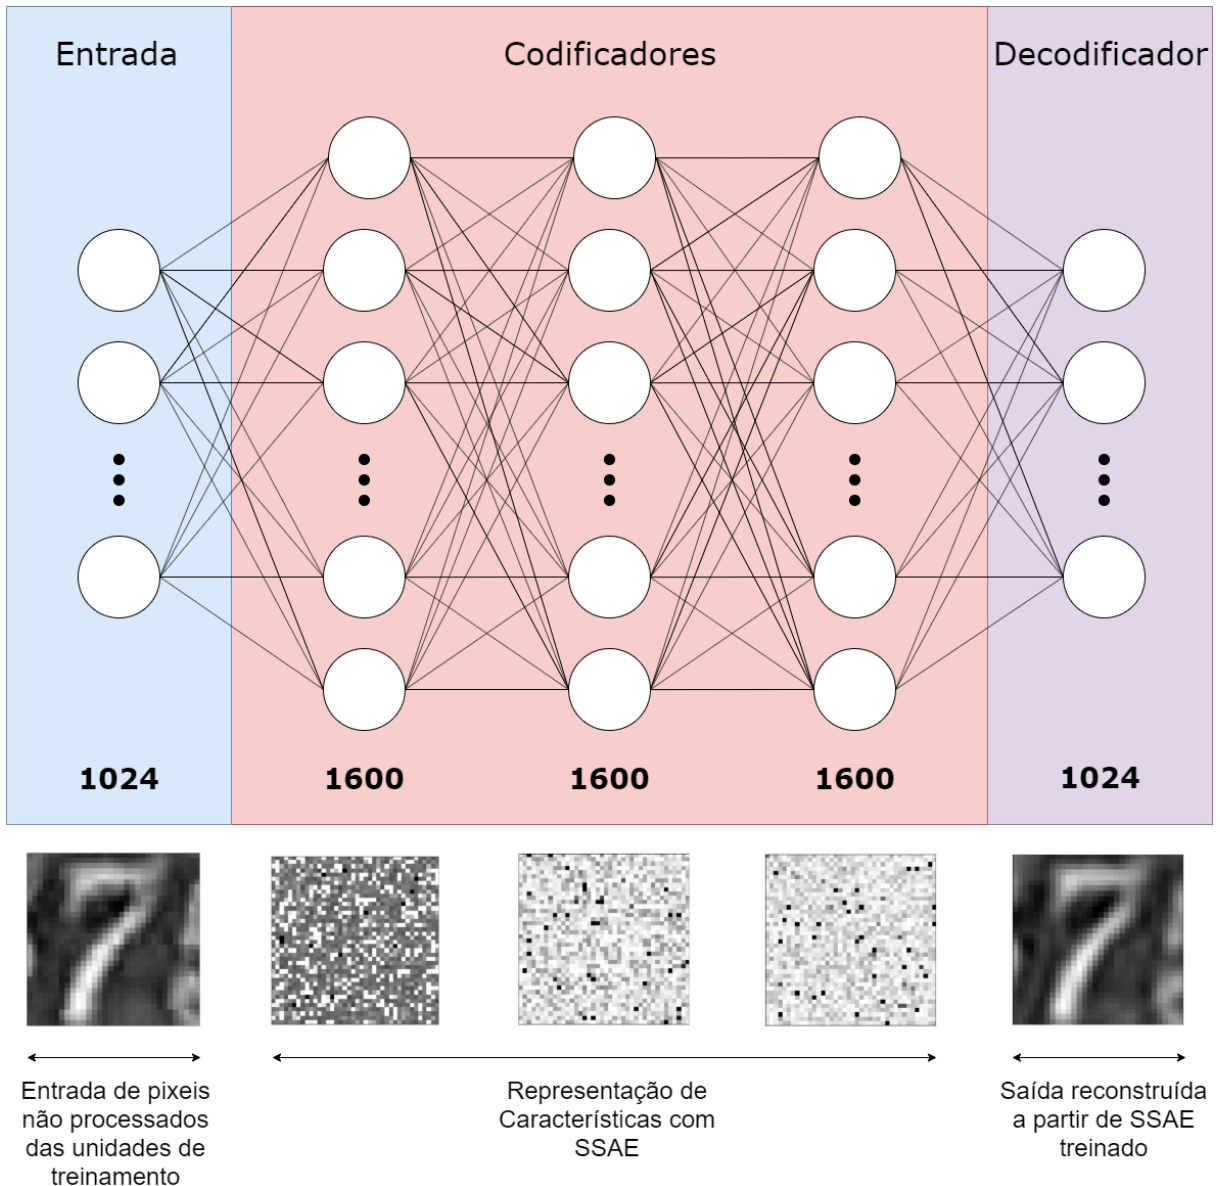 Entrada
Codificadores
Decodificador
1024
1600
1600
1600
1024
Entrada de pixeis
não processados
das unidades de
treinamento
Representação de
Características com
SSAE
Saída reconstruída
a partir de SSAE
treinado